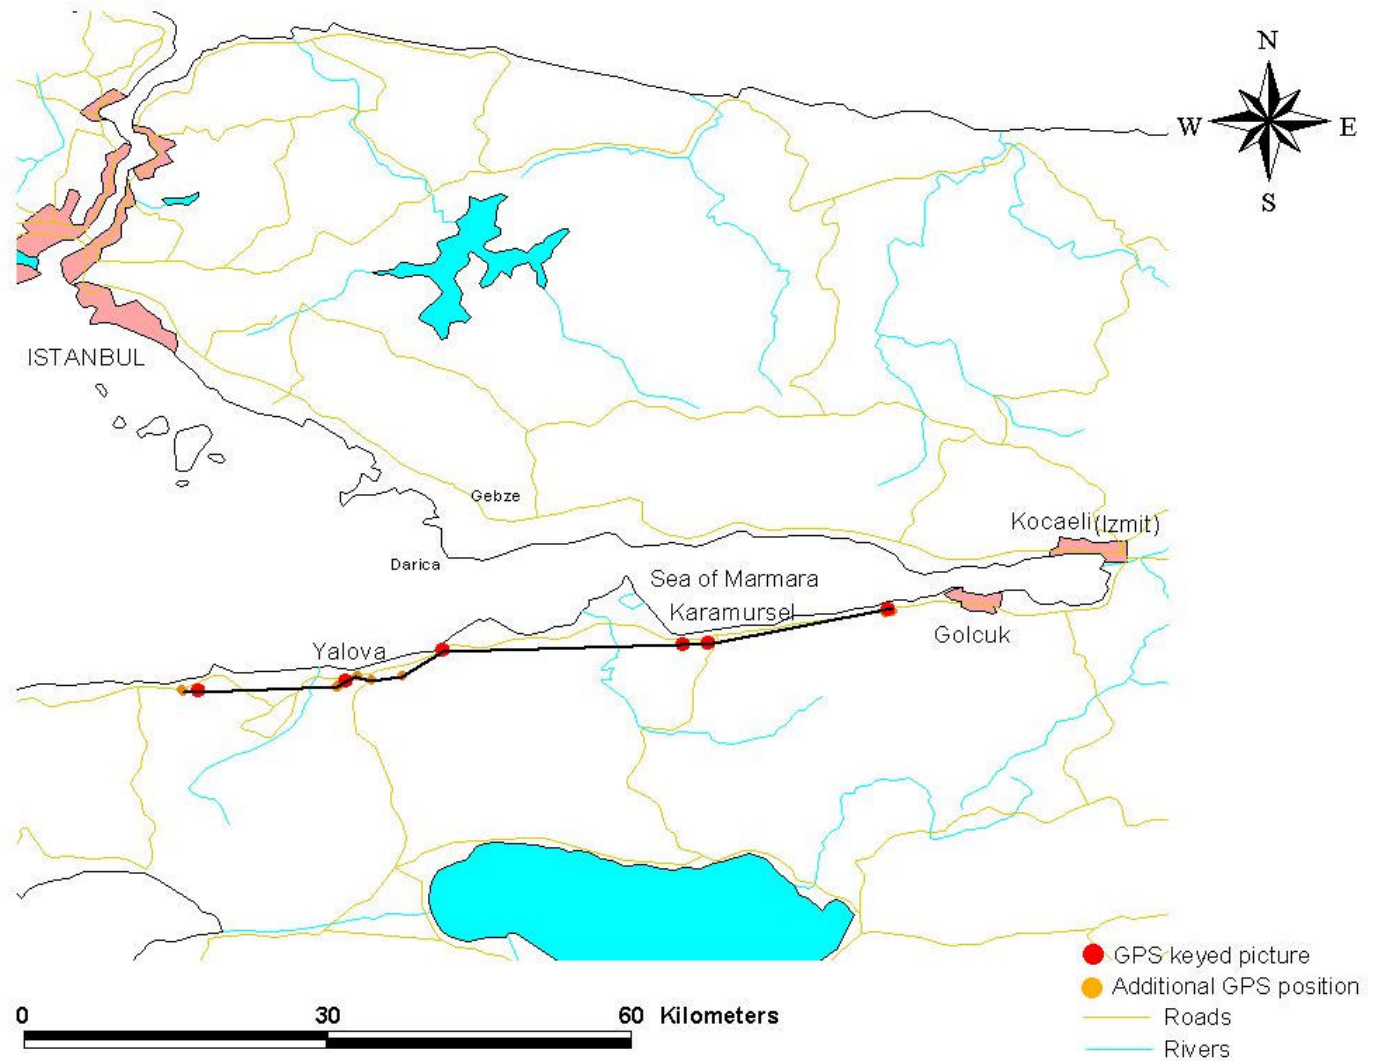 N
W E
S
ISTANBUL
Gebze
Kocaeli (Izmit)
Darica
Sea of Marmara
Karamursel
Golcuk
Yalova
GPS keyed picture
Additional GPS position
Roads
Rivers
0 30 60 Kilometers